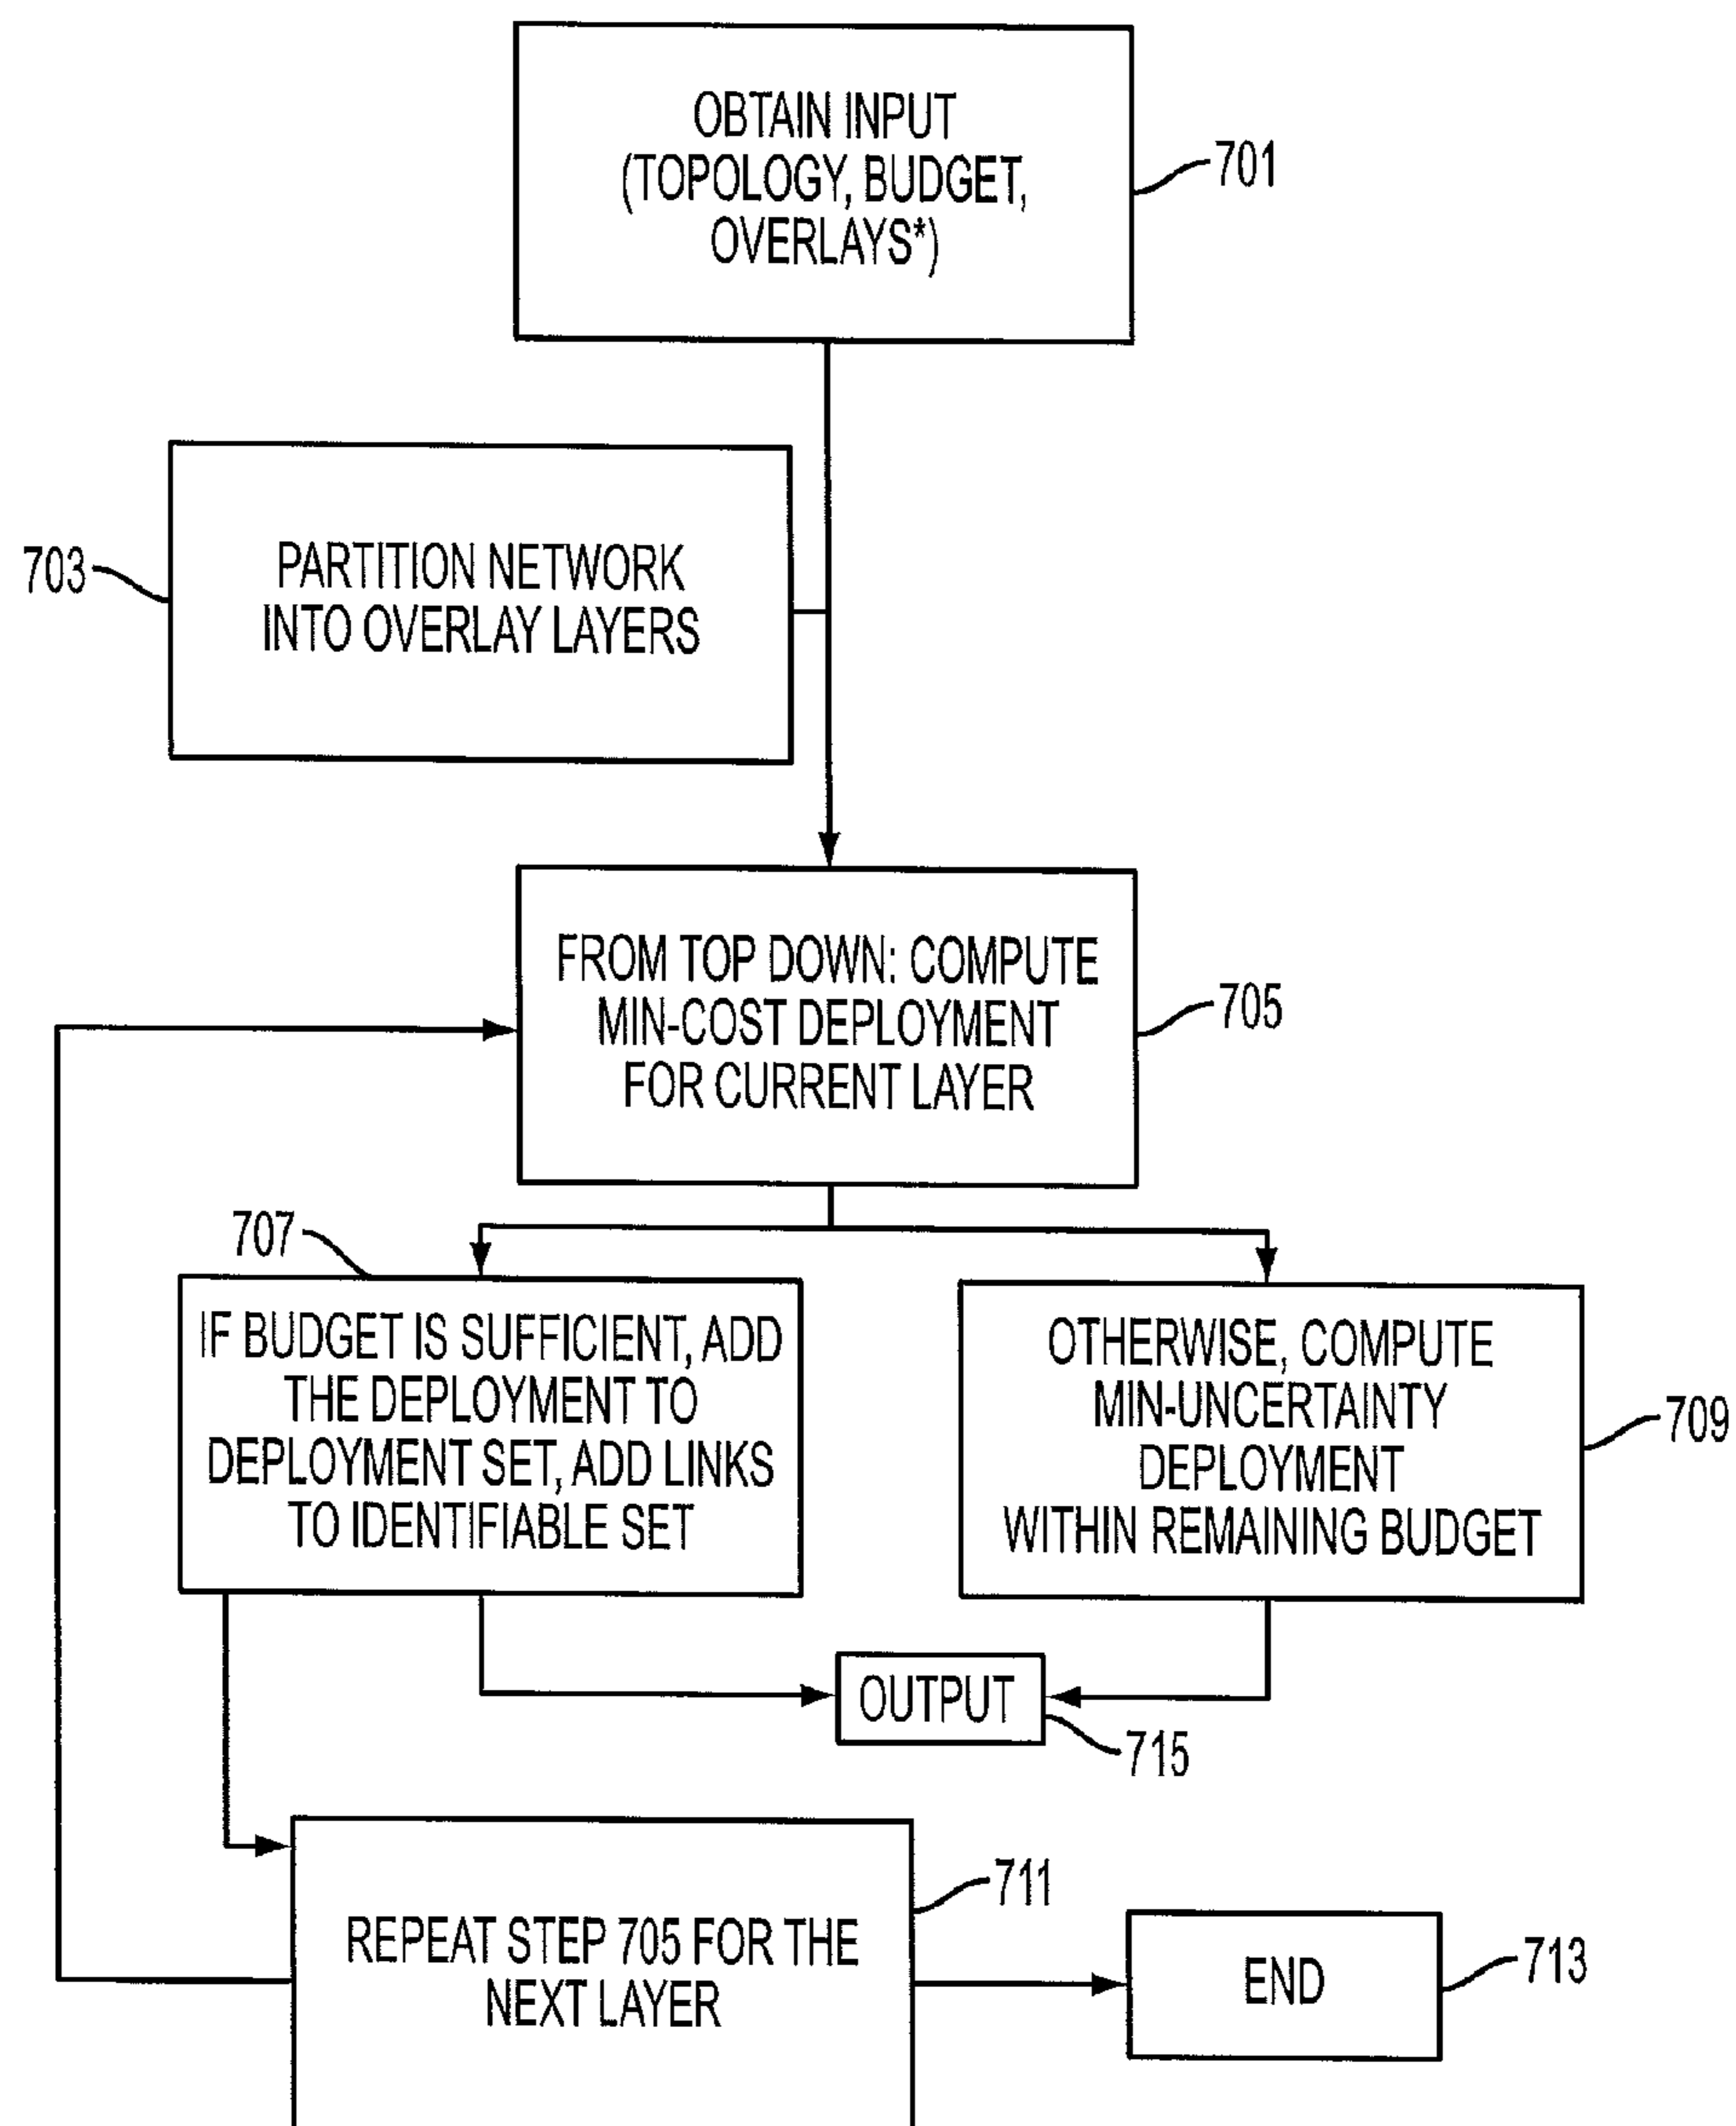 OBTAIN INPUT
(TOPOLOGY, BUDGET,
OVERLAYS*)
701
703
PARTITION NETWORK
INTO OVERLAY LAYERS
FROM TOP DOWN: COMPUTE
MIN-COST DEPLOYMENT
FOR CURRENT LAYER
705
707
IF BUDGET IS SUFFICIENT, ADD
THE DEPLOYMENT TO
DEPLOYMENT SET, ADD LINKS
TO IDENTIFIABLE SET
OTHERWISE, COMPUTE
MIN-UNCERTAINTY
DEPLOYMENT
WITHIN REMAINING BUDGET
709
OUTPUT
715
REPEAT STEP 705 FOR THE
NEXT LAYER
711
END
713